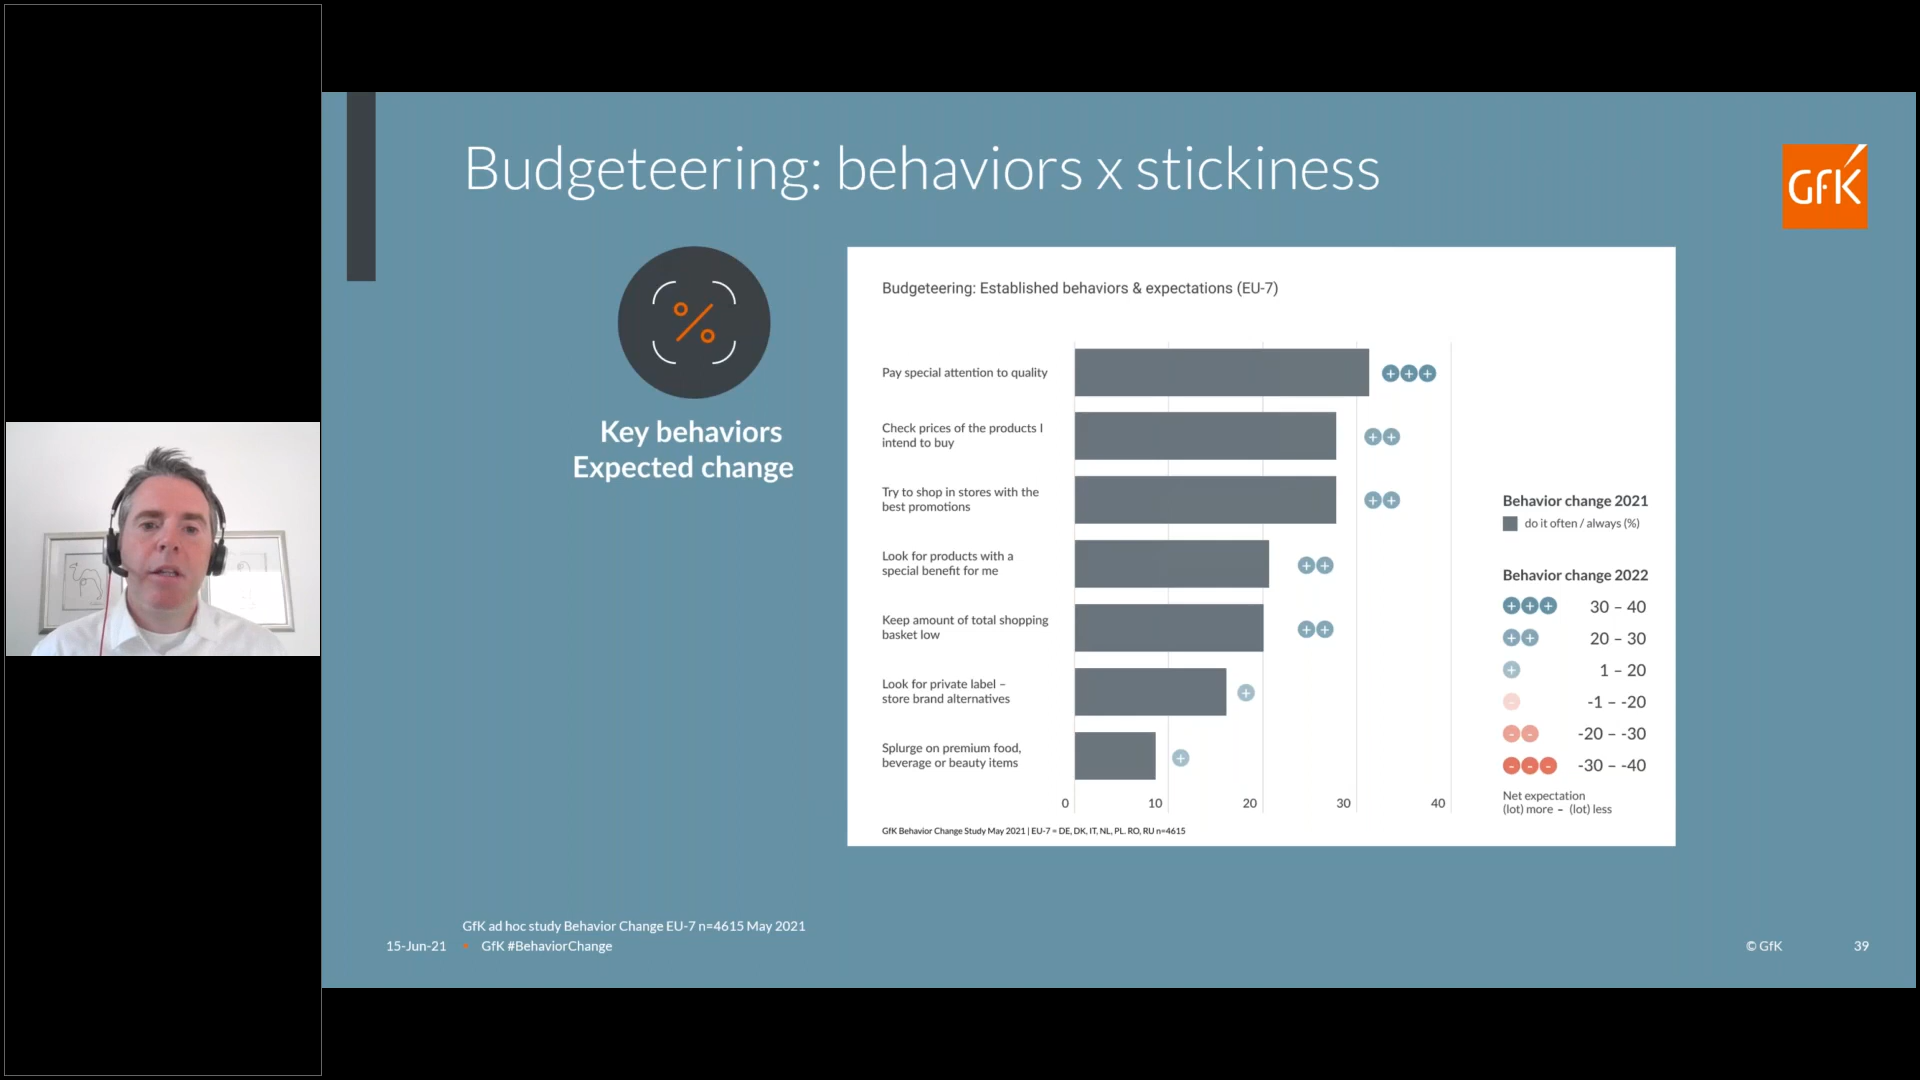 Budgeteering: behaviors x stickiness
GfK
Key behaviors
Expected change
Budgeteering: Established behaviors & expectations (EU-7)
Pay special attention to quality
+++
Check prices of the products I
intend to buy
++
Try to shop in stores with the
best promotions
++
Look for products with a
special benefit for me
++
Keep amount of total shopping
basket low
++
Look for private label –
store brand alternatives
+
Splurge on premium food,
beverage or beauty items
+
0 10 20 30 40
GfK Behavior Change Study May 2021 | EU-7 = DE, DK, IT, NL, PL. RO, RU n=4615
Behavior change 2021
do it often / always (%)
Behavior change 2022
+++ 30 – 40
++ 20 – 30
+ 1 – 20
- -1 – -20
-- -20 – -30
--- -30 – -40
Net expectation
(lot) more – (lot) less
GfK ad hoc study Behavior Change EU-7 n=4615 May 2021
15-Jun-21 • GfK #BehaviorChange
© GfK 39